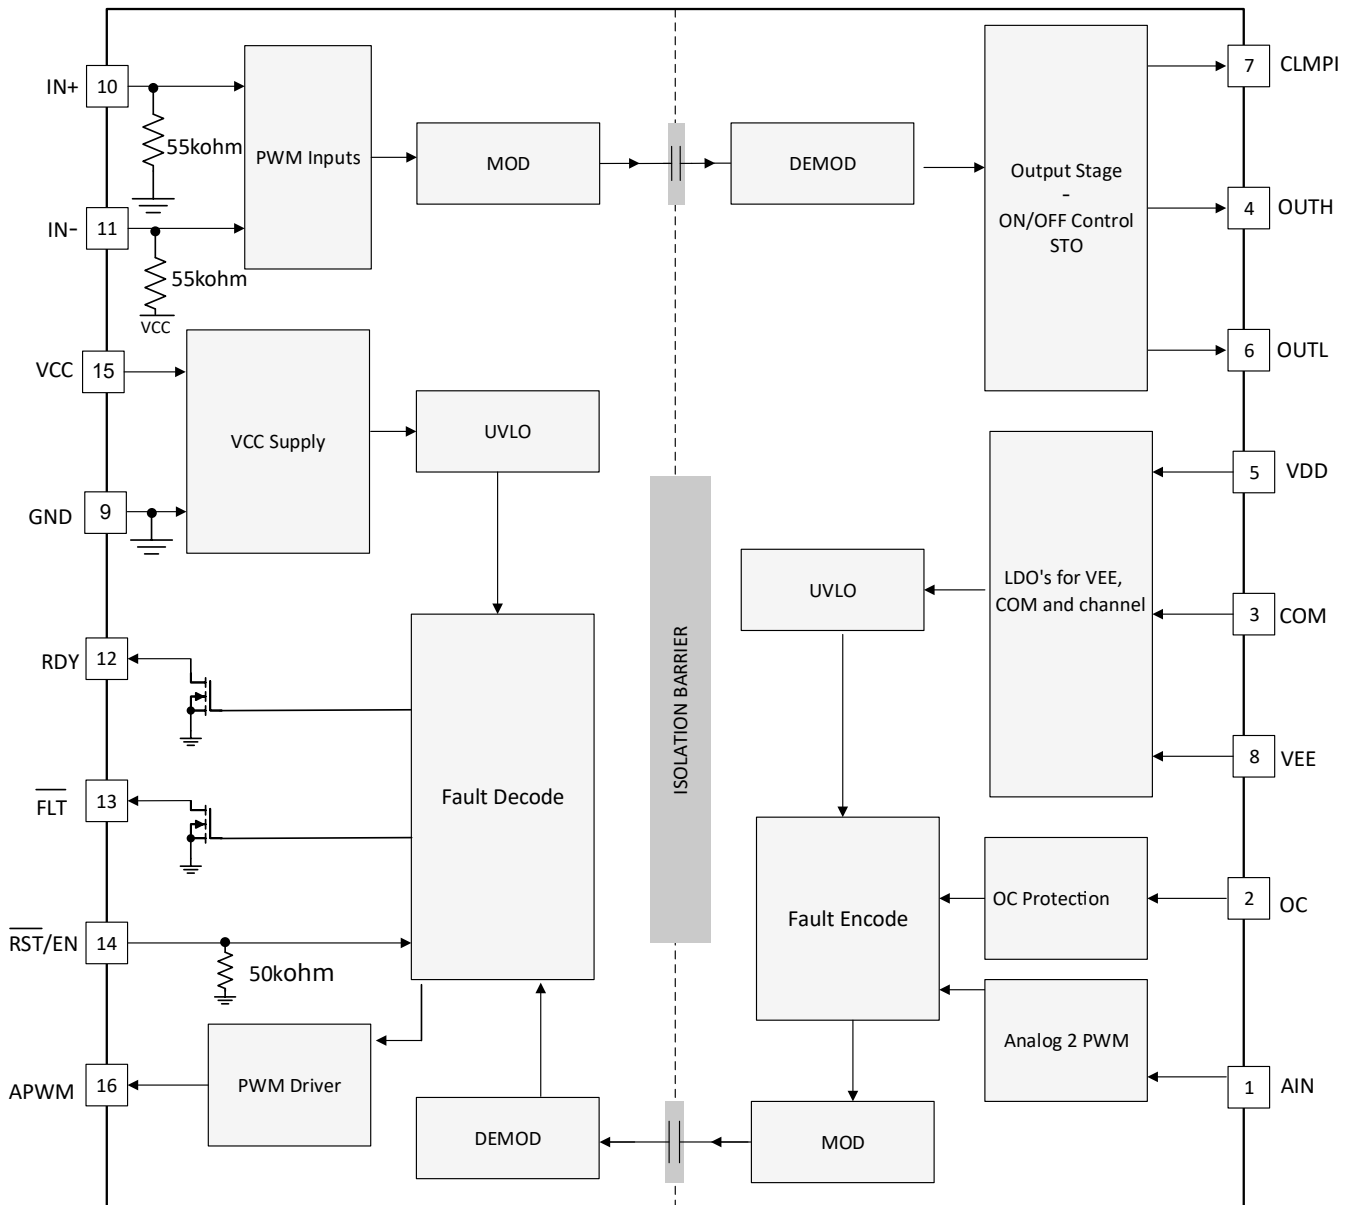 IN+
10
55kohm
IN-
11
55kohm
VCC
PWM Inputs
MOD
DEMOD
Output Stage
-
ON/OFF Control
STO
7
CLMPI
4
OUTH
6
OUTL
VCC
15
GND
9
VCC Supply
UVLO
5
VDD
3
COM
8
VEE
LDO's for VEE,
COM and channel
UVLO
ISOLATION BARRIER
RDY
12
FLT
13
RST/EN
14
50kohm
Fault Decode
Fault Encode
OC Protection
2
OC
Analog 2 PWM
1
AIN
APWM
16
PWM Driver
DEMOD
MOD